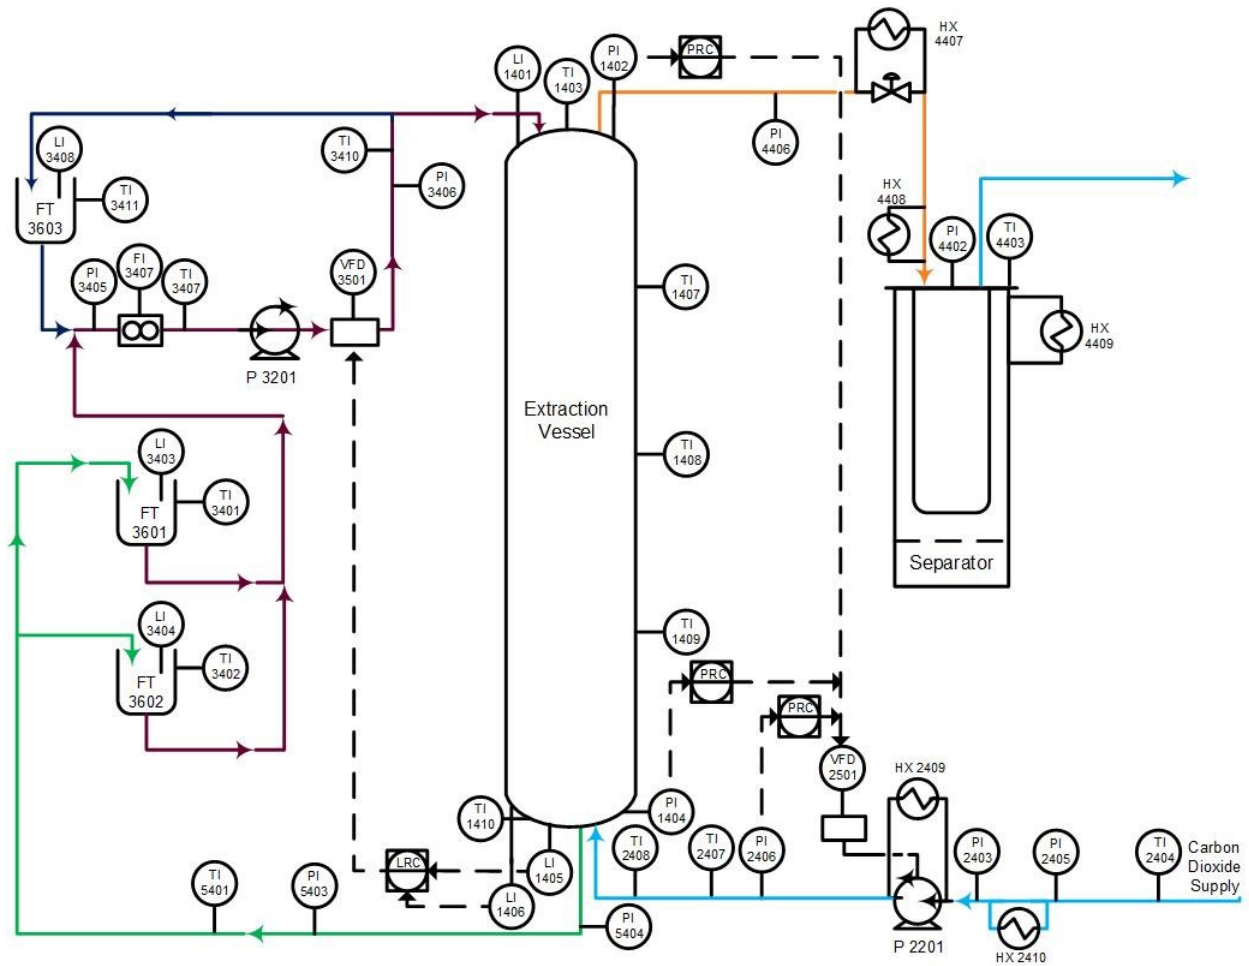 HX
4407
LI
1401
TI
1403
PI
1402
PRC
PI
4406
LI
3408
TI
3411
FT
3603
TI
3410
PI
3406
HX
4408
PI
4402
TI
4403
PI
3405
FI
3407
TI
3407
VFD
3501
P 3201
TI
1407
HX
4409
Extraction
Vessel
LI
3403
TI
3401
FT
3601
TI
1408
Separator
LI
3404
TI
3402
FT
3602
TI
1409
PRC
PRC
VFD
2501
HX 2409
TI
1410
PI
1404
LRC
LI
1405
LI
1406
TI
2408
TI
2407
PI
2406
PI
2403
PI
2405
TI
2404
Carbon
Dioxide
Supply
TI
5401
PI
5403
PI
5404
P 2201
HX 2410